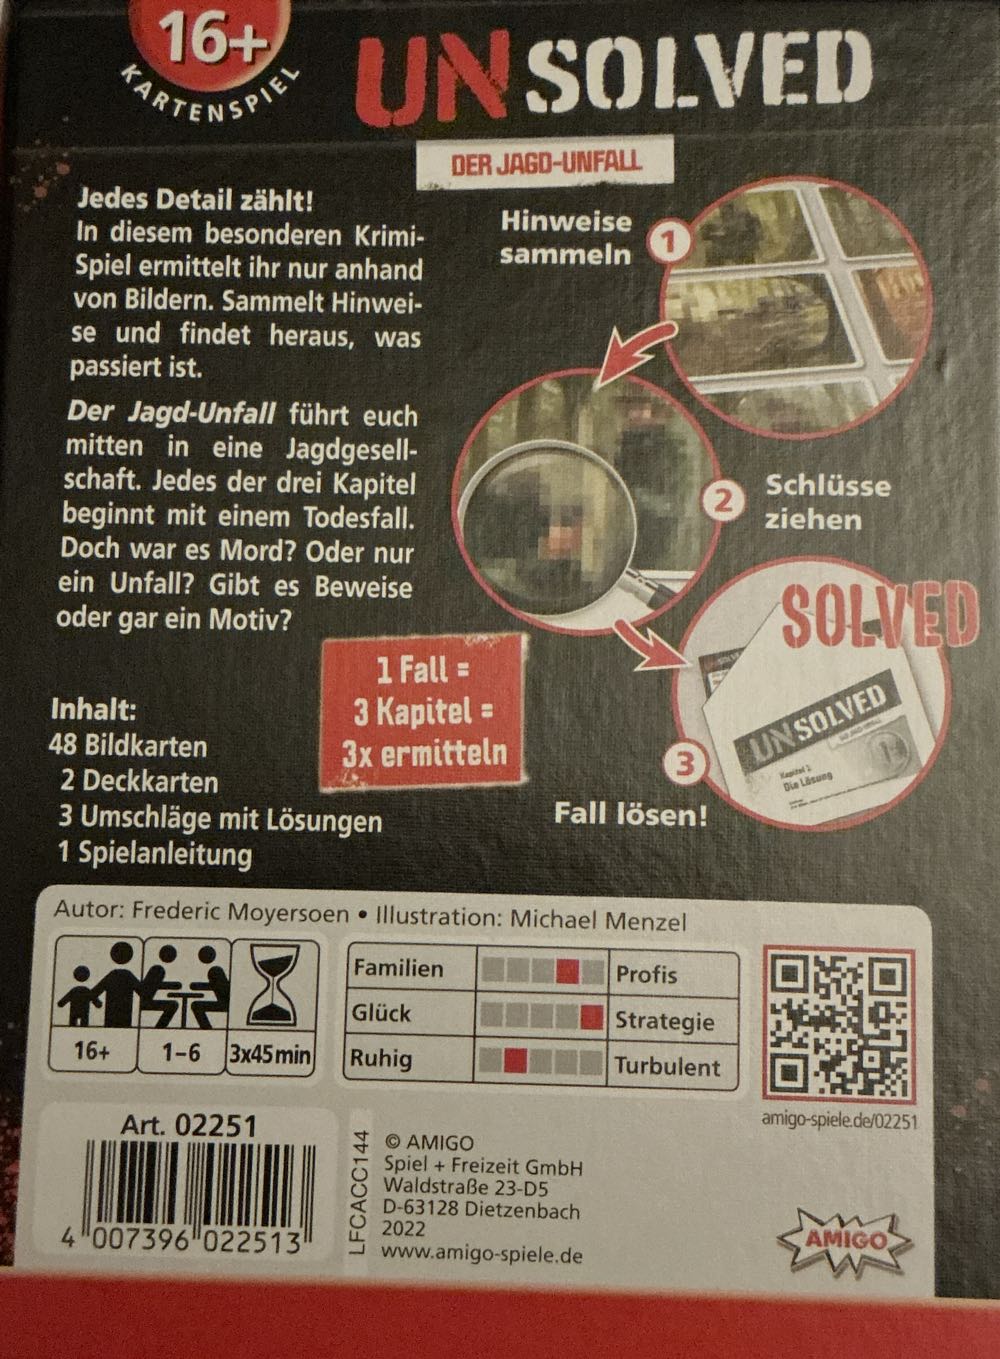 16+
KARTENSPIEL
UNSOLVED
DER JAGD-UNFALL
Jedes Detail zählt!
In diesem besonderen Krimi-
Spiel ermittelt ihr nur anhand
von Bildern. Sammelt Hinwei-
se und findet heraus, was
passiert ist.
Der Jagd-Unfall führt euch
mitten in eine Jagdgesell-
schaft. Jedes der drei Kapitel
beginnt mit einem Todesfall.
Doch war es Mord? Oder nur
ein Unfall? Gibt es Beweise
oder gar ein Motiv?
Hinweise
sammeln
1
2
Schlüsse
ziehen
SOLVED
UNSOLVED
Die Lösung
3
Fall lösen!
1 Fall =
3 Kapitel =
3x ermitteln
Inhalt:
48 Bildkarten
2 Deckkarten
3 Umschläge mit Lösungen
1 Spielanleitung
Autor: Frederic Moyersoen • Illustration: Michael Menzel
16+
1–6
3x45min
Familien Profis
Glück Strategie
Ruhig Turbulent
amigo-spiele.de/02251
Art. 02251
4 007396 022513
LFCACC144
© AMIGO
Spiel + Freizeit GmbH
Waldstraße 23-D5
D-63128 Dietzenbach
2022
www.amigo-spiele.de
AMIGO